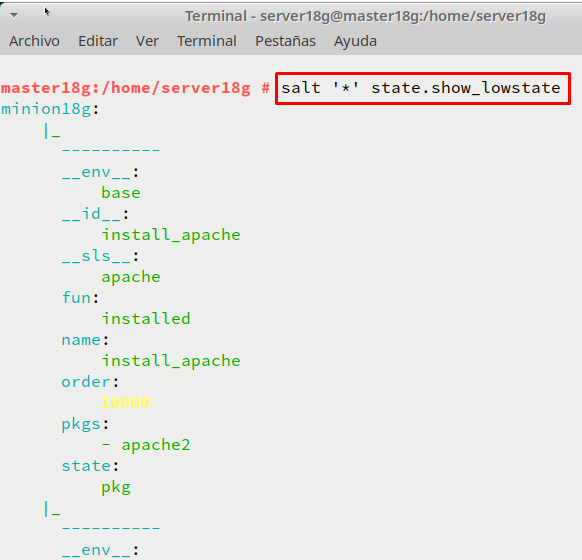 Terminal - server18g@master18g:/home/server18g
Archivo Editar Ver Terminal Pestañas Ayuda
master18g:/home/server18g # salt '*' state.show_lowstate
minion18g:
|_
----------
__env__:
base
__id__:
install_apache
__sls__:
apache
fun:
installed
name:
install_apache
order:
10000
pkgs:
- apache2
state:
pkg
|_
----------
__env__: